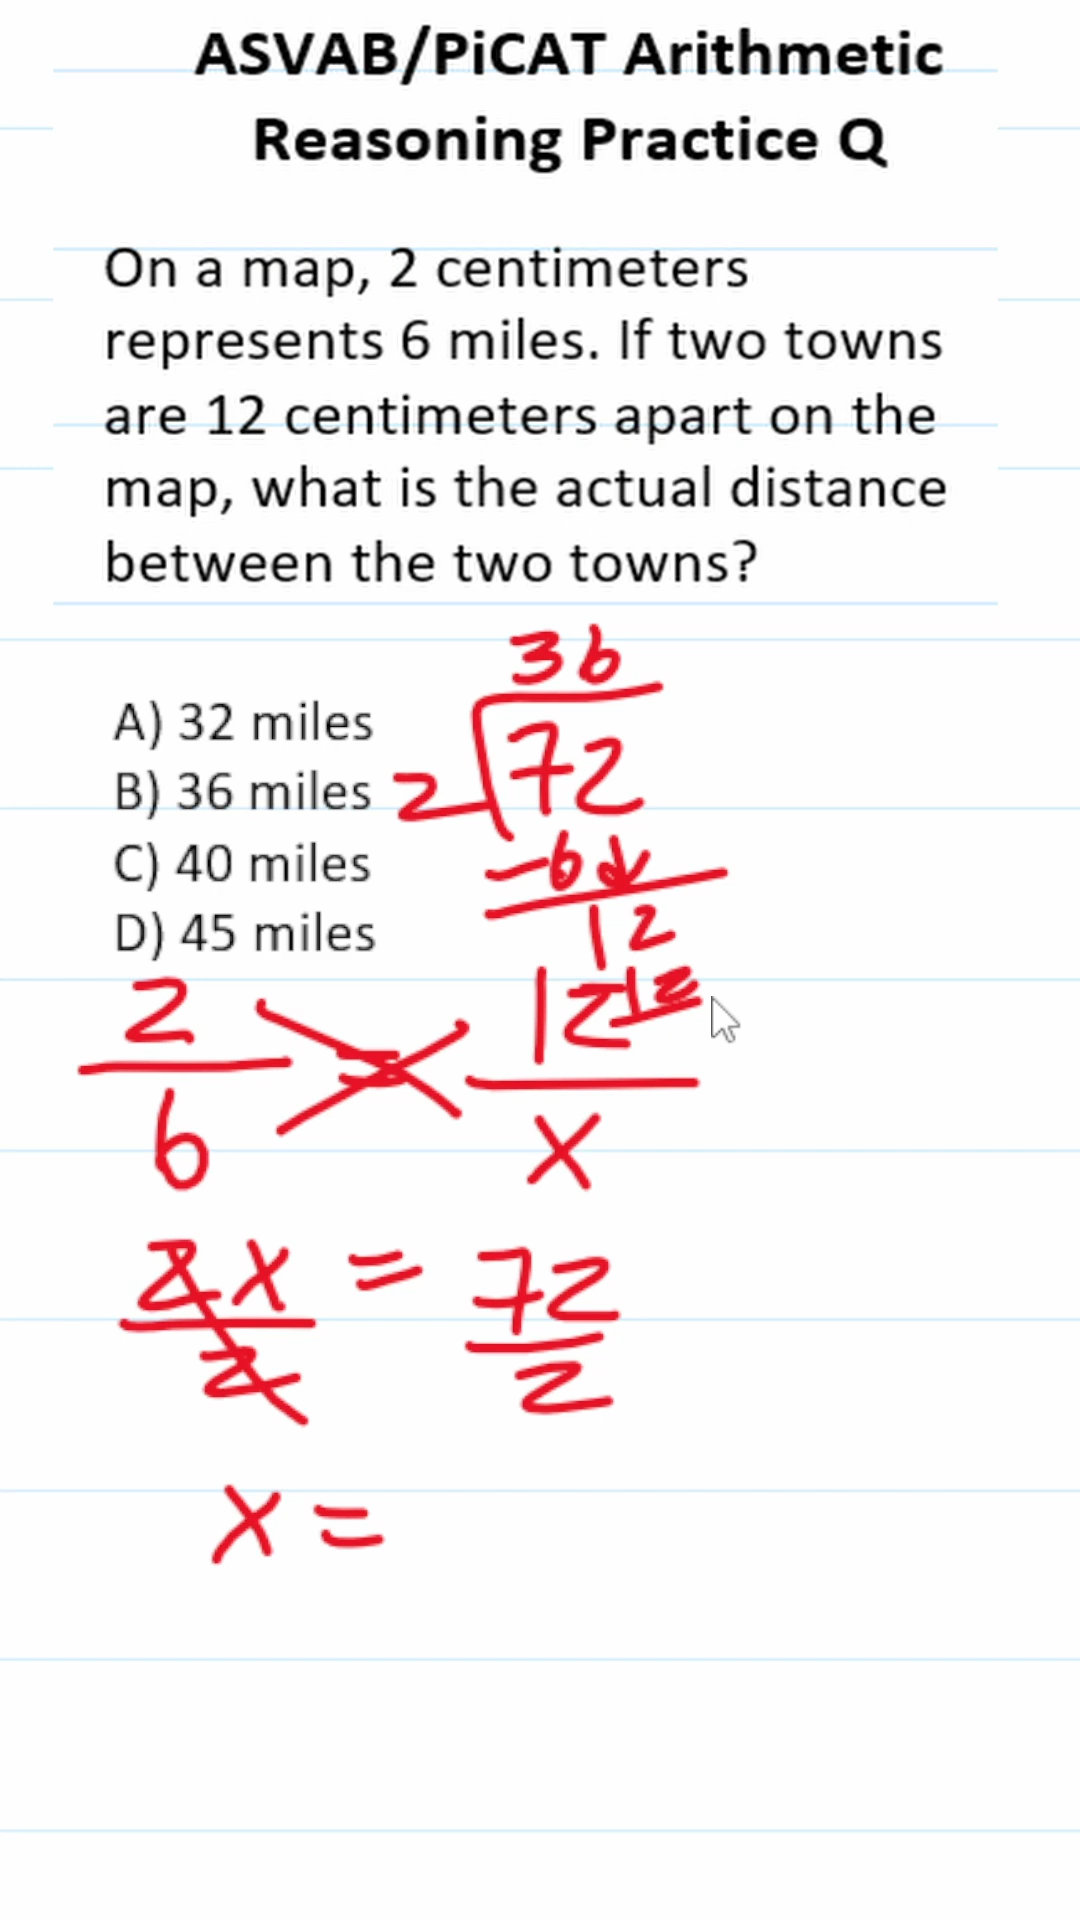 ASVAB/PiCAT Arithmetic
Reasoning Practice Q
On a map, 2 centimeters
represents 6 miles. If two towns
are 12 centimeters apart on the
map, what is the actual distance
between the two towns?
A) 32 miles
B) 36 miles
C) 40 miles
D) 45 miles
36
2 72
-6↓
12
12
2 = 12
6 x
2x = 72
2 2
x =